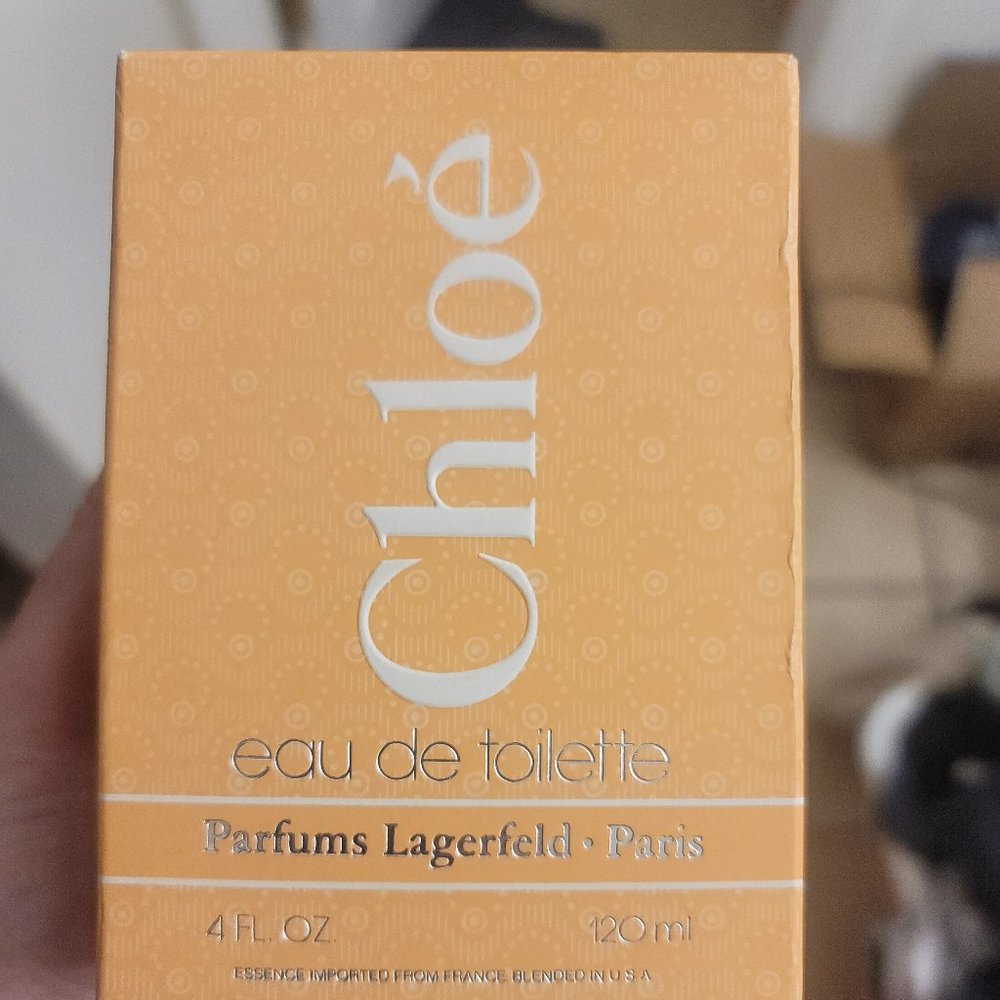 Chloé
eau de toilette
Parfums Lagerfeld · Paris
4 FL. OZ. 120 ml
ESSENCE IMPORTED FROM FRANCE. BLENDED IN U S A